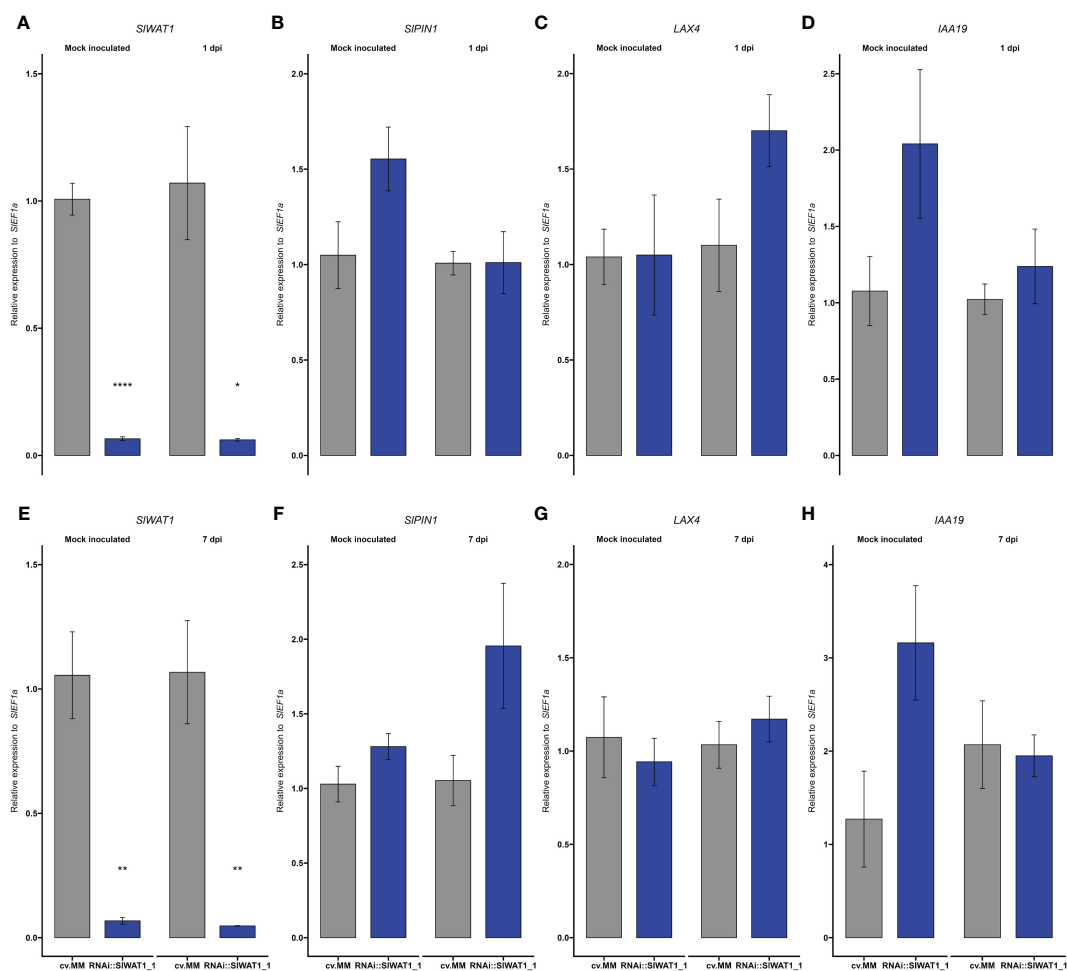 A
SlWAT1
Mock inoculated
1 dpi
Relative expression to SlEF1a
1.5
1.0
0.5
0.0
****
*
B
SlPIN1
Mock inoculated
1 dpi
Relative expression to SlEF1a
2.0
1.5
1.0
0.5
0.0
C
LAX4
Mock inoculated
1 dpi
Relative expression to SlEF1a
2.0
1.5
1.0
0.5
0.0
D
IAA19
Mock inoculated
1 dpi
Relative expression to SlEF1a
2.5
2.0
1.5
1.0
0.5
0.0
E
SlWAT1
Mock inoculated
7 dpi
Relative expression to SlEF1a
1.5
1.0
0.5
0.0
**
**
cv.MM RNAi::SlWAT1_1
cv.MM RNAi::SlWAT1_1
F
SlPIN1
Mock inoculated
7 dpi
Relative expression to SlEF1a
2.5
2.0
1.5
1.0
0.5
0.0
cv.MM RNAi::SlWAT1_1
cv.MM RNAi::SlWAT1_1
G
LAX4
Mock inoculated
7 dpi
Relative expression to SlEF1a
2.0
1.5
1.0
0.5
0.0
cv.MM RNAi::SlWAT1_1
cv.MM RNAi::SlWAT1_1
H
IAA19
Mock inoculated
7 dpi
Relative expression to SlEF1a
4
3
2
1
0
cv.MM RNAi::SlWAT1_1
cv.MM RNAi::SlWAT1_1